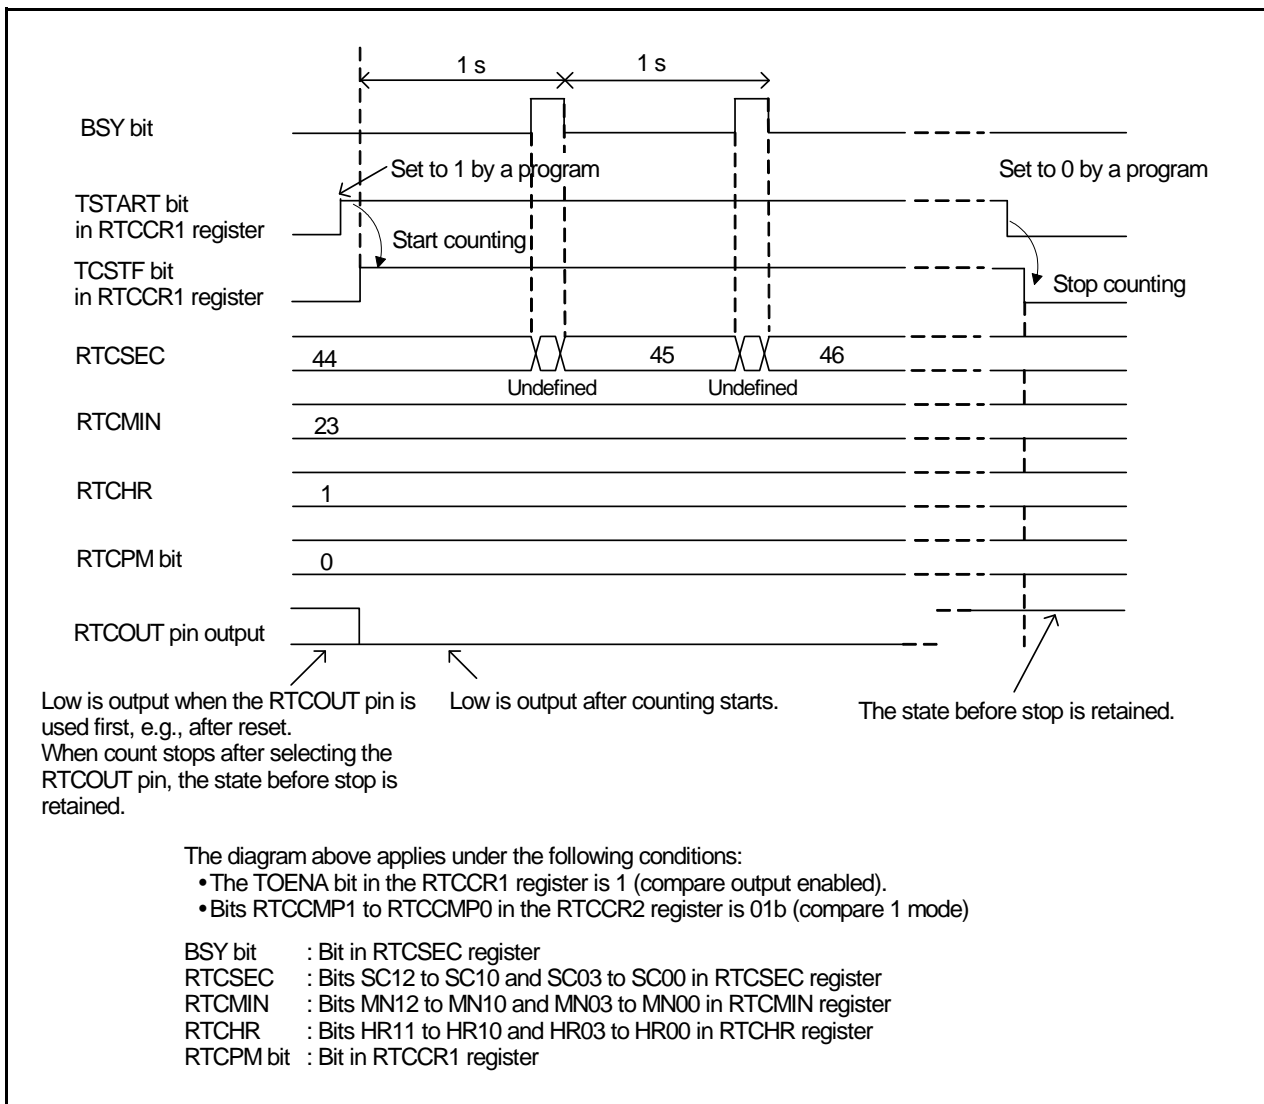 1 s
1 s
BSY bit
Set to 1 by a program
Set to 0 by a program
TSTART bit
in RTCCR1 register
Start counting
TCSTF bit
in RTCCR1 register
Stop counting
RTCSEC
44
45
46
Undefined
Undefined
RTCMIN
23
RTCHR
1
RTCPM bit
0
RTCOUT pin output
Low is output when the RTCOUT pin is
used first, e.g., after reset.
When count stops after selecting the
RTCOUT pin, the state before stop is
retained.
Low is output after counting starts.
The state before stop is retained.
The diagram above applies under the following conditions:
•The TOENA bit in the RTCCR1 register is 1 (compare output enabled).
•Bits RTCCMP1 to RTCCMP0 in the RTCCR2 register is 01b (compare 1 mode)
BSY bit : Bit in RTCSEC register
RTCSEC : Bits SC12 to SC10 and SC03 to SC00 in RTCSEC register
RTCMIN : Bits MN12 to MN10 and MN03 to MN00 in RTCMIN register
RTCHR : Bits HR11 to HR10 and HR03 to HR00 in RTCHR register
RTCPM bit : Bit in RTCCR1 register